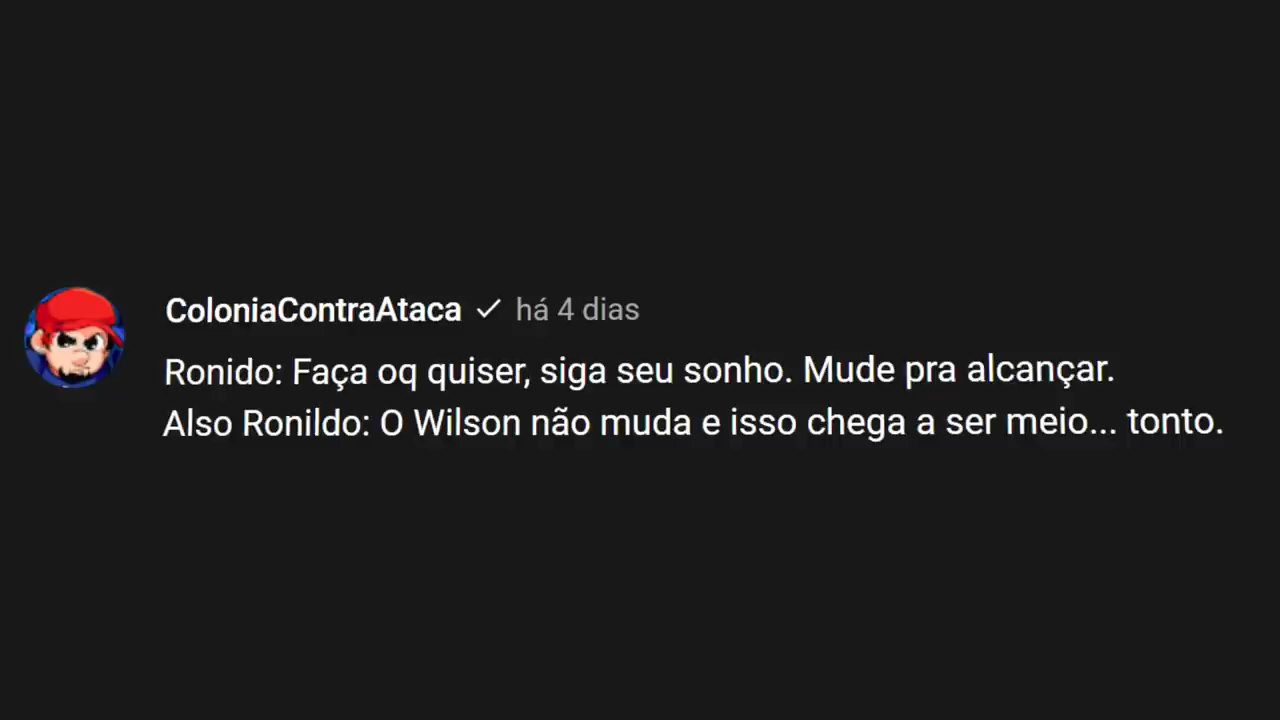 ColoniaContraAtaca ✓ há 4 dias
Ronido: Faça oq quiser, siga seu sonho. Mude pra alcançar.
Also Ronildo: O Wilson não muda e isso chega a ser meio... tonto.